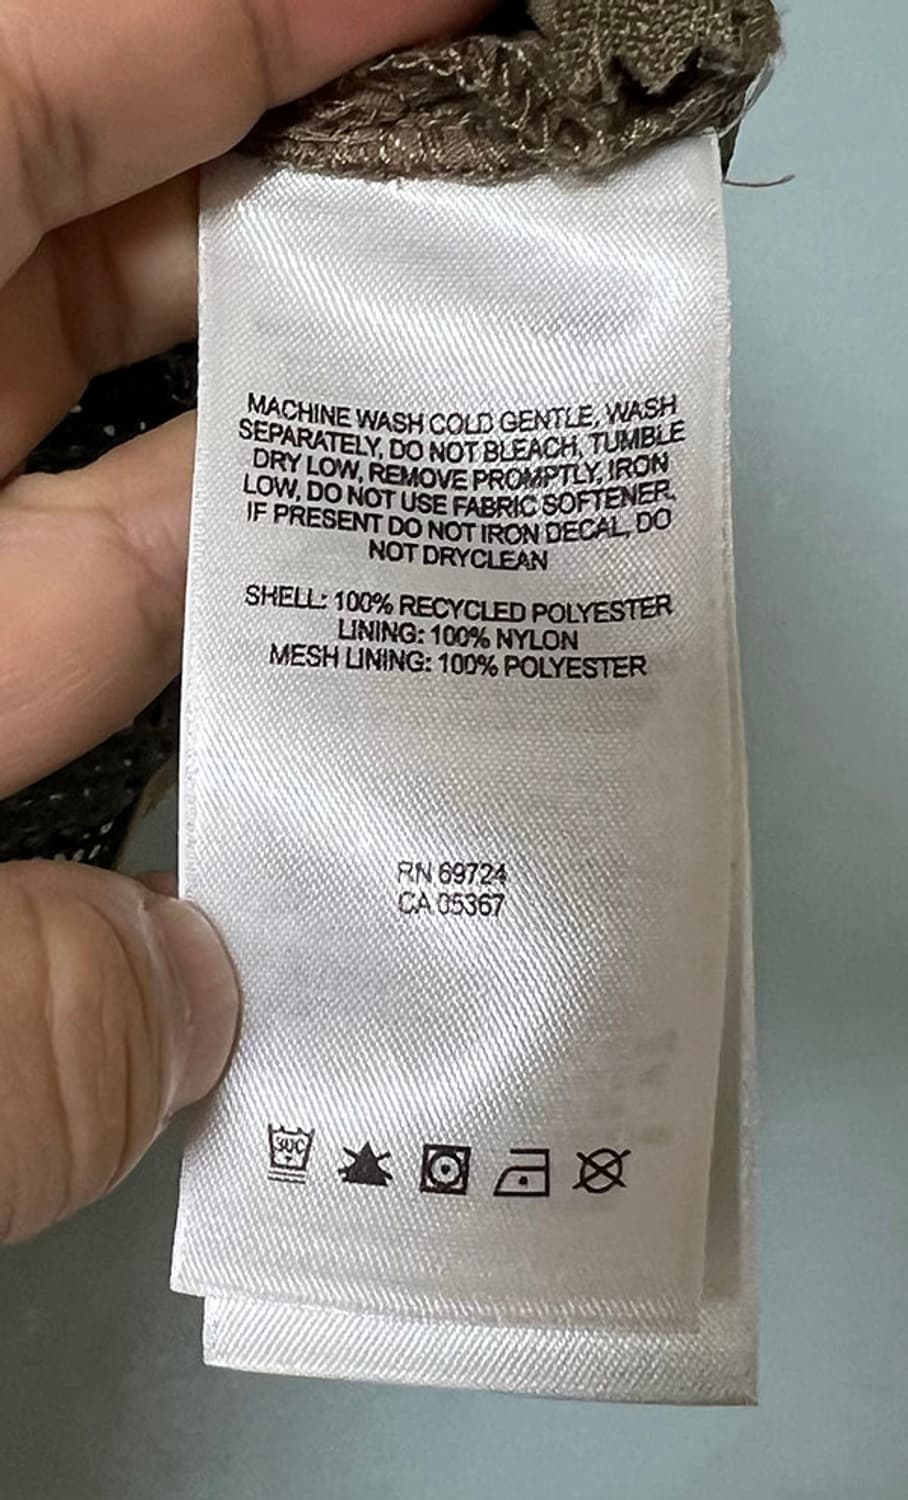 MACHINE WASH COLD GENTLE, WASH
SEPARATELY, DO NOT BLEACH, TUMBLE
DRY LOW, REMOVE PROMPTLY, IRON
LOW, DO NOT USE FABRIC SOFTENER,
IF PRESENT DO NOT IRON DECAL, DO
NOT DRYCLEAN
SHELL: 100% RECYCLED POLYESTER
LINING: 100% NYLON
MESH LINING: 100% POLYESTER
RN 69724
CA 05367
30C